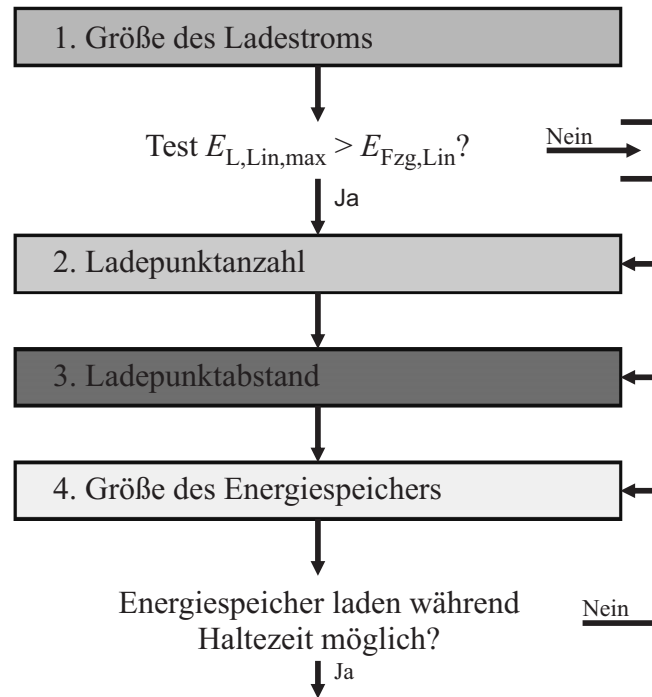 1. Größe des Ladestroms
Test E_L,Lin,max > E_Fzg,Lin?
Nein
Ja
2. Ladepunktanzahl
3. Ladepunktabstand
4. Größe des Energiespeichers
Energiespeicher laden während
Haltezeit möglich?
Nein
Ja